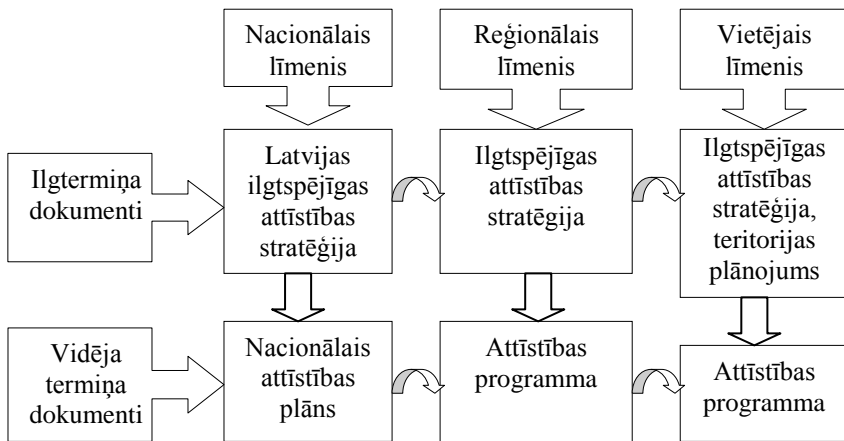 Nacionālais
līmenis
Reģionālais
līmenis
Vietējais
līmenis
Ilgtermiņa
dokumenti
Latvijas
ilgtspējīgas
attīstības
stratēģija
Ilgtspējīgas
attīstības
stratēgija
Ilgtspējīgas
attīstības
stratēģija,
teritorijas
plānojums
Vidēja
termiņa
dokumenti
Nacionālais
attīstības
plāns
Attīstības
programma
Attīstības
programma